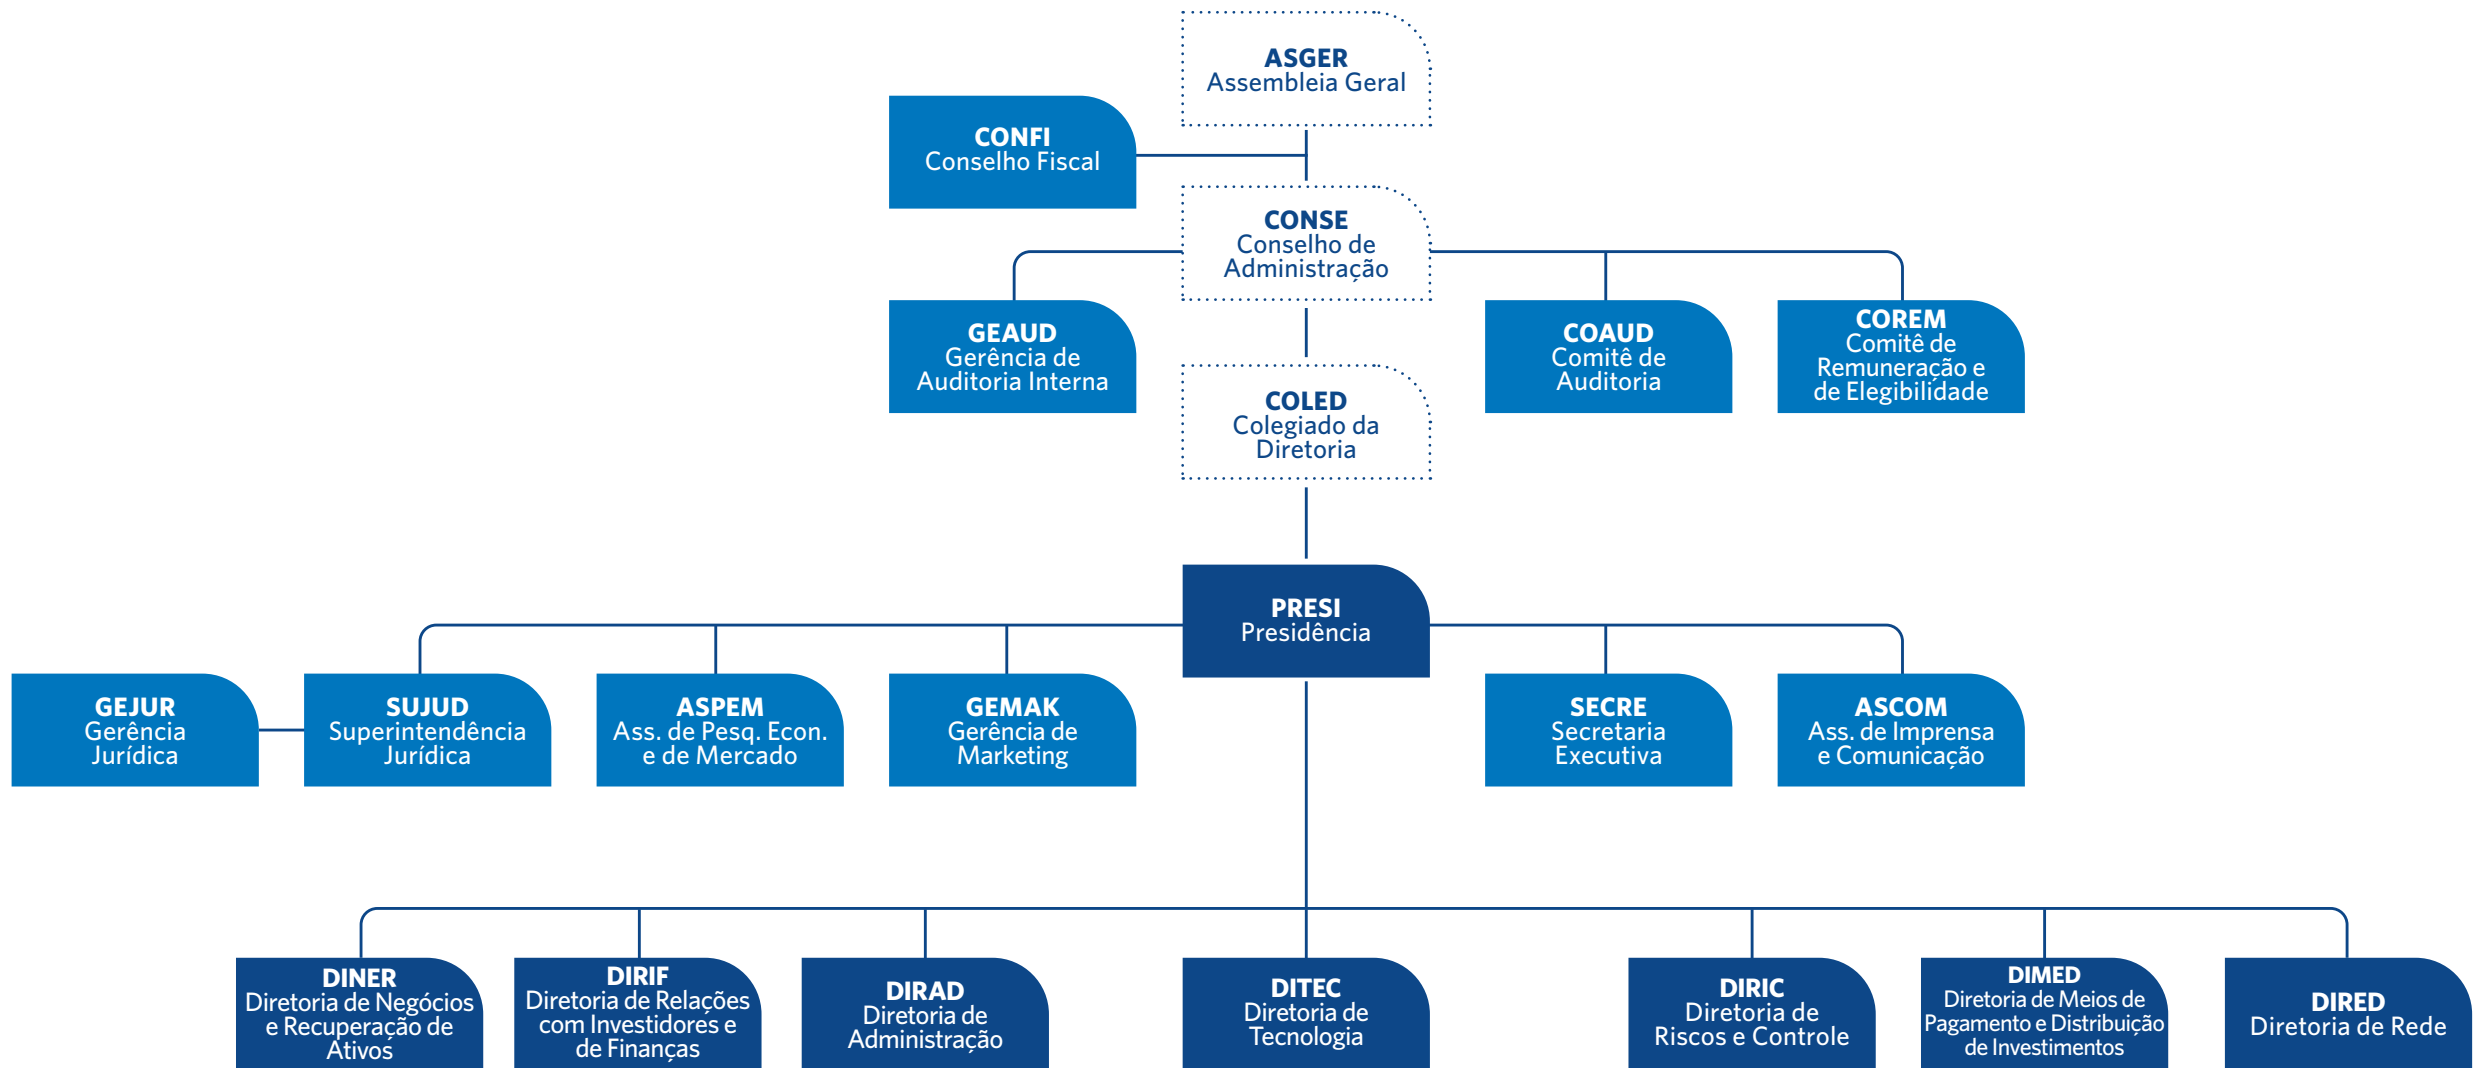 ASGER
Assembleia Geral
CONFI
Conselho Fiscal
CONSE
Conselho de
Administração
GEAUD
Gerência de
Auditoria Interna
COAUD
Comitê de
Auditoria
COREM
Comitê de
Remuneração e
de Elegibilidade
COLED
Colegiado da
Diretoria
PRESI
Presidência
GEJUR
Gerência
Jurídica
SUJUD
Superintendência
Jurídica
ASPEM
Ass. de Pesq. Econ.
e de Mercado
GEMAK
Gerência de
Marketing
SECRE
Secretaria
Executiva
ASCOM
Ass. de Imprensa
e Comunicação
DINER
Diretoria de Negócios
e Recuperação de
Ativos
DIRIF
Diretoria de Relações
com Investidores e
de Finanças
DIRAD
Diretoria de
Administração
DITEC
Diretoria de
Tecnologia
DIRIC
Diretoria de
Riscos e Controle
DIMED
Diretoria de Meios de
Pagamento e Distribuição
de Investimentos
DIRED
Diretoria de Rede